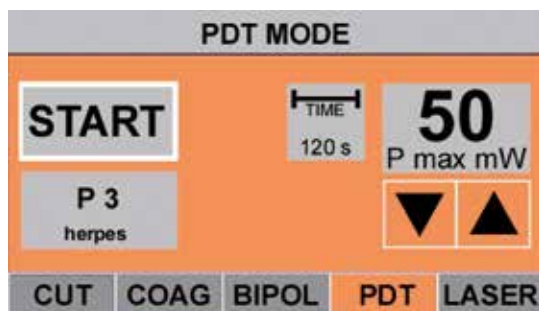 PDT MODE
START
TIME
120 s
50
P max mW
P 3
herpes
CUT COAG BIPOL PDT LASER